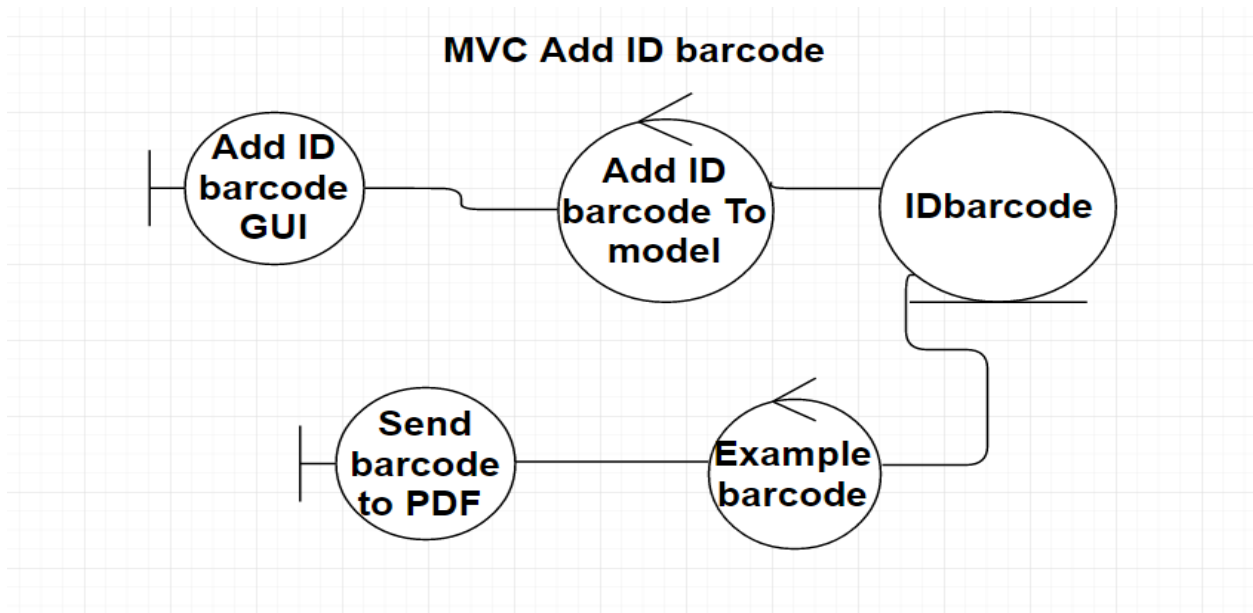 MVC Add ID barcode
Add ID
barcode
GUI
Add ID
barcode To
model
IDbarcode
Send
barcode
to PDF
Example
barcode